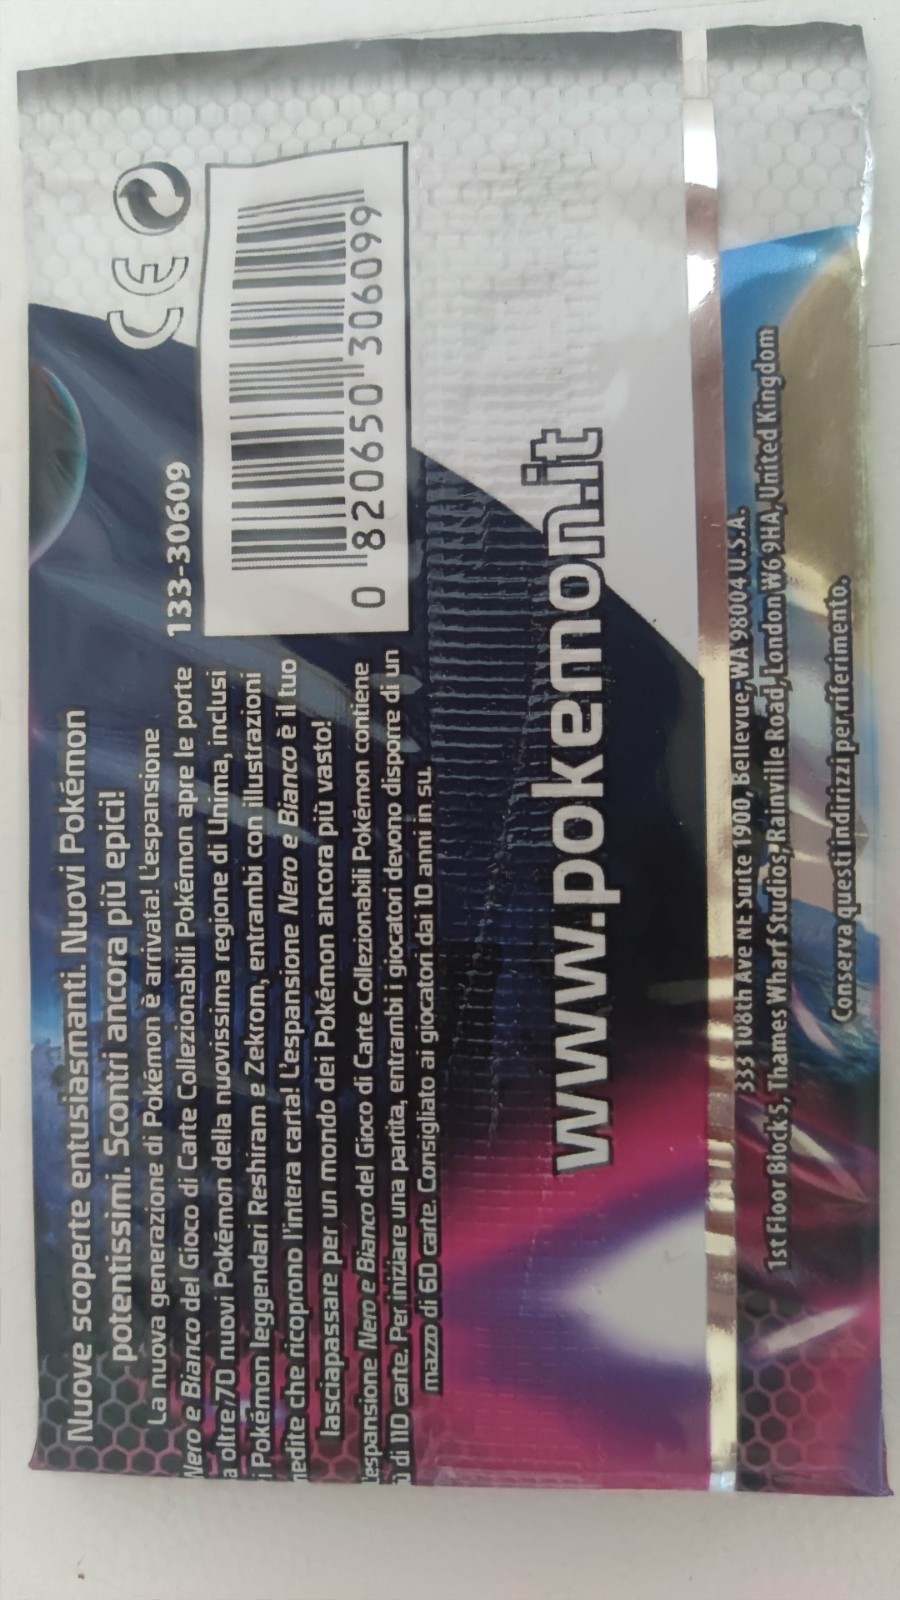 Nuove scoperte entusiasmanti. Nuovi Pokémon
potentissimi. Scontri ancora più epici!
La nuova generazione di Pokémon è arrivata! L'espansione
Nero e Bianco del Gioco di Carte Collezionabili Pokémon apre le porte
a oltre 70 nuovi Pokémon della nuovissima regione di Unima, inclusi
i Pokémon leggendari Reshiram e Zekrom, entrambi con illustrazioni
nedite che ricoprono l'intera carta! L'espansione Nero e Bianco è il tuo
lasciapassare per un mondo dei Pokémon ancora più vasto!
L'espansione Nero e Bianco del Gioco di Carte Collezionabili Pokémon contiene
ù di 110 carte. Per iniziare una partita, entrambi i giocatori devono disporre di un
mazzo di 60 carte. Consigliato ai giocatori dai 10 anni in su.
133-30609
CE
0 820650 306099
www.pokemon.it
333 108th Ave NE Suite 1900, Bellevue, WA 98004 U.S.A.
1st Floor Block 5, Thames Wharf Studios, Rainville Road, London W6 9HA, United Kingdom
Conserva questi indirizzi per riferimento.